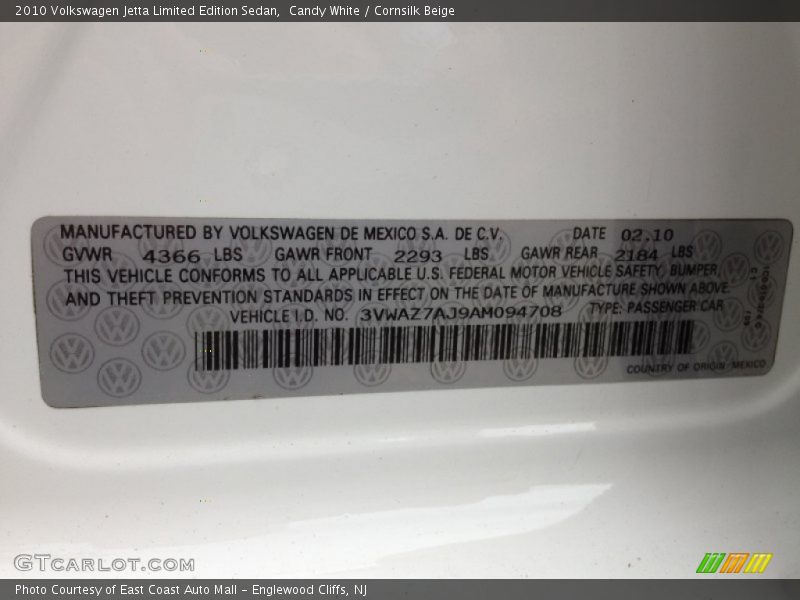 2010 Volkswagen Jetta Limited Edition Sedan,  Candy White / Cornsilk Beige
MANUFACTURED BY VOLKSWAGEN DE MEXICO S.A. DE C.V.    DATE 02.10
GVWR 4366 LBS GAWR FRONT 2293 LBS GAWR REAR 2184 LBS
THIS VEHICLE CONFORMS TO ALL APPLICABLE U.S. FEDERAL MOTOR VEHICLE SAFETY, BUMPER,
AND THEFT PREVENTION STANDARDS IN EFFECT ON THE DATE OF MANUFACTURE SHOWN ABOVE
VEHICLE I.D. NO. 3VWAZ7AJ9AM094708 TYPE: PASSENGER CAR
COUNTRY OF ORIGIN MEXICO
GTCARLOT.COM
Photo Courtesy of East Coast Auto Mall - Englewood Cliffs, NJ